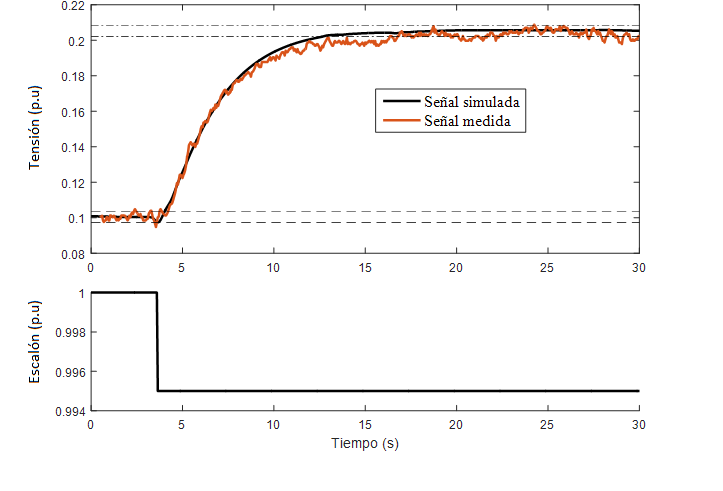 0.22
0.2
0.18
0.16
0.14
0.12
0.1
0.08
Tensión (p.u)
Señal simulada
Señal medida
0 5 10 15 20 25 30
1
0.998
0.996
0.994
Escalón (p.u)
0 5 10 15 20 25 30
Tiempo (s)